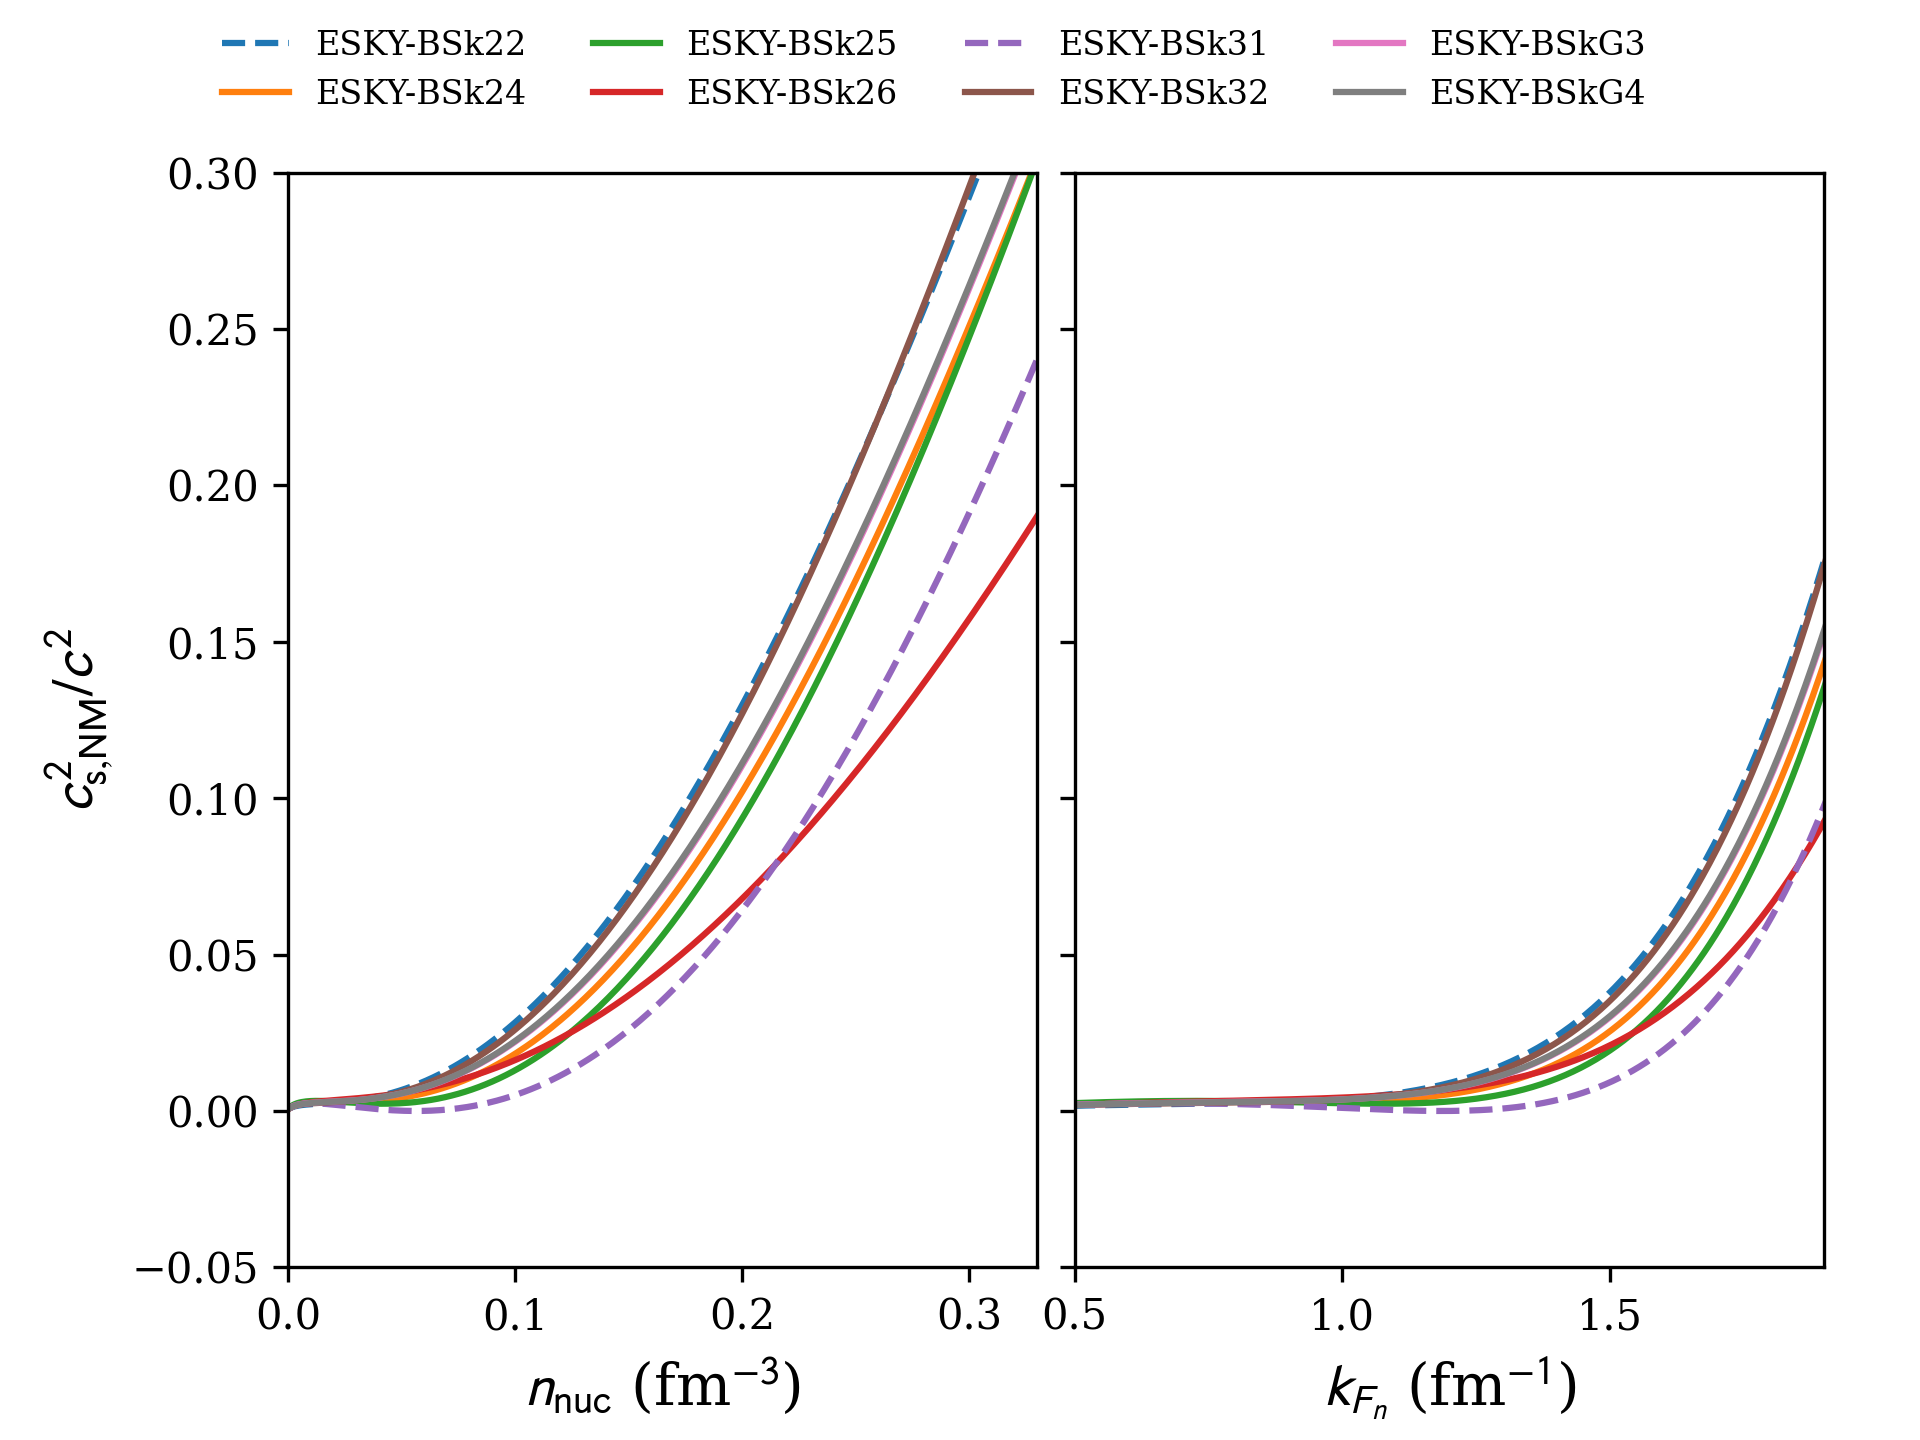 ESKY-BSk22 ESKY-BSk25 ESKY-BSk31 ESKY-BSkG3
ESKY-BSk24 ESKY-BSk26 ESKY-BSk32 ESKY-BSkG4
0.30
0.25
0.20
0.15
0.10
0.05
0.00
−0.05
c²s,NM/c²
0.0 0.1 0.2 0.3 0.5 1.0 1.5
nnuc (fm⁻³) kFn (fm⁻¹)